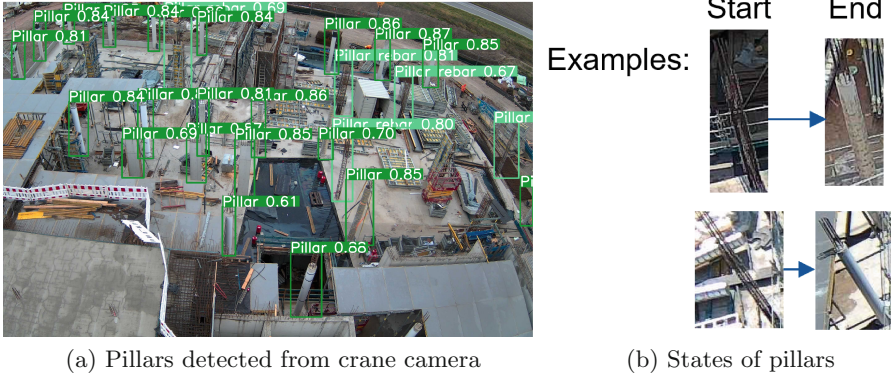 Pillar 0.84
Pillar 0.84
Pillar 0.84
Pillar 0.81
Pillar 0.86
Pillar 0.87
Pillar 0.85
Pillar rebar 0.81
Pillar rebar 0.67
Pillar 0.84
Pillar 0.81
0.86
Pillar
Pillar 0.69
Pillar 0.85
0.70
Pillar rebar 0.80
Pillar 0.85
Pillar 0.61
Pillar 0.68
(a) Pillars detected from crane camera
Start End
Examples:
(b) States of pillars